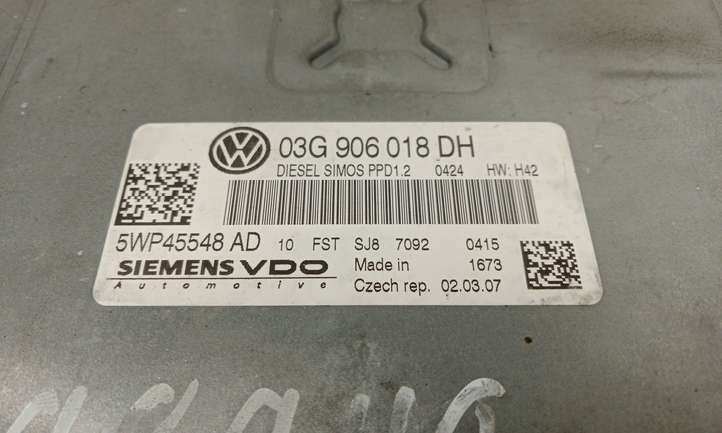 03G 906 018 DH
DIESEL SIMOS PPD1.2 0424 HW: H42
5WP45548 AD 10 FST SJ8 7092 0415
SIEMENS VDO Made in 1673
Automotive Czech rep. 02.03.07